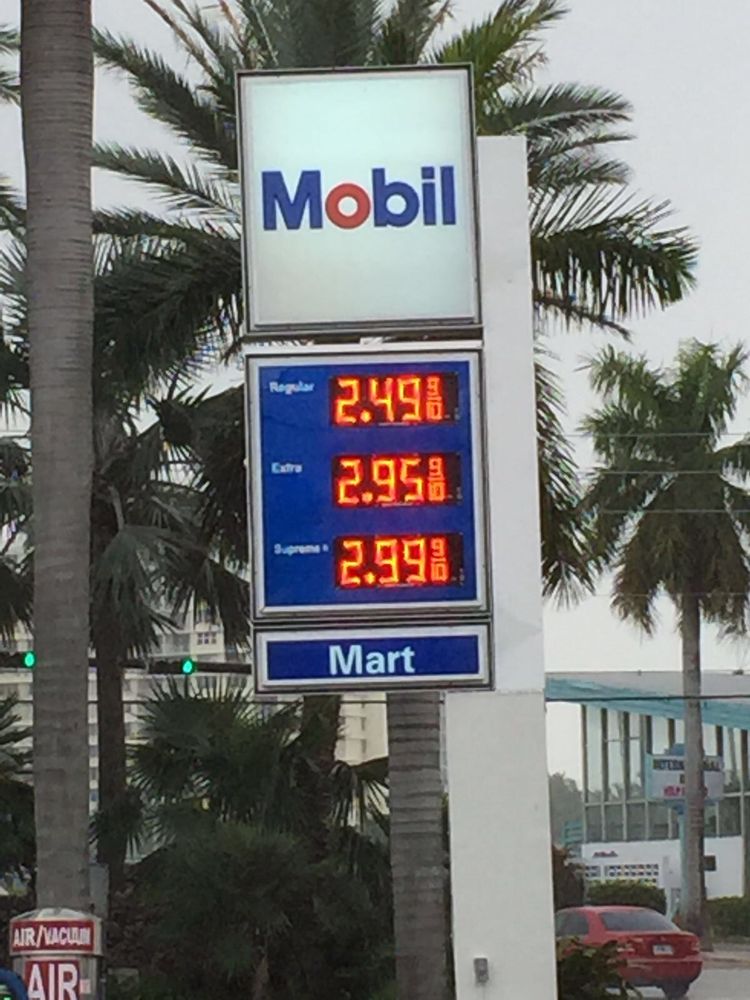 Mobil
Regular 2.49 9/10
Extra 2.95 9/10
Supreme+ 2.99 9/10
Mart
AIR/VACUUM
AIR